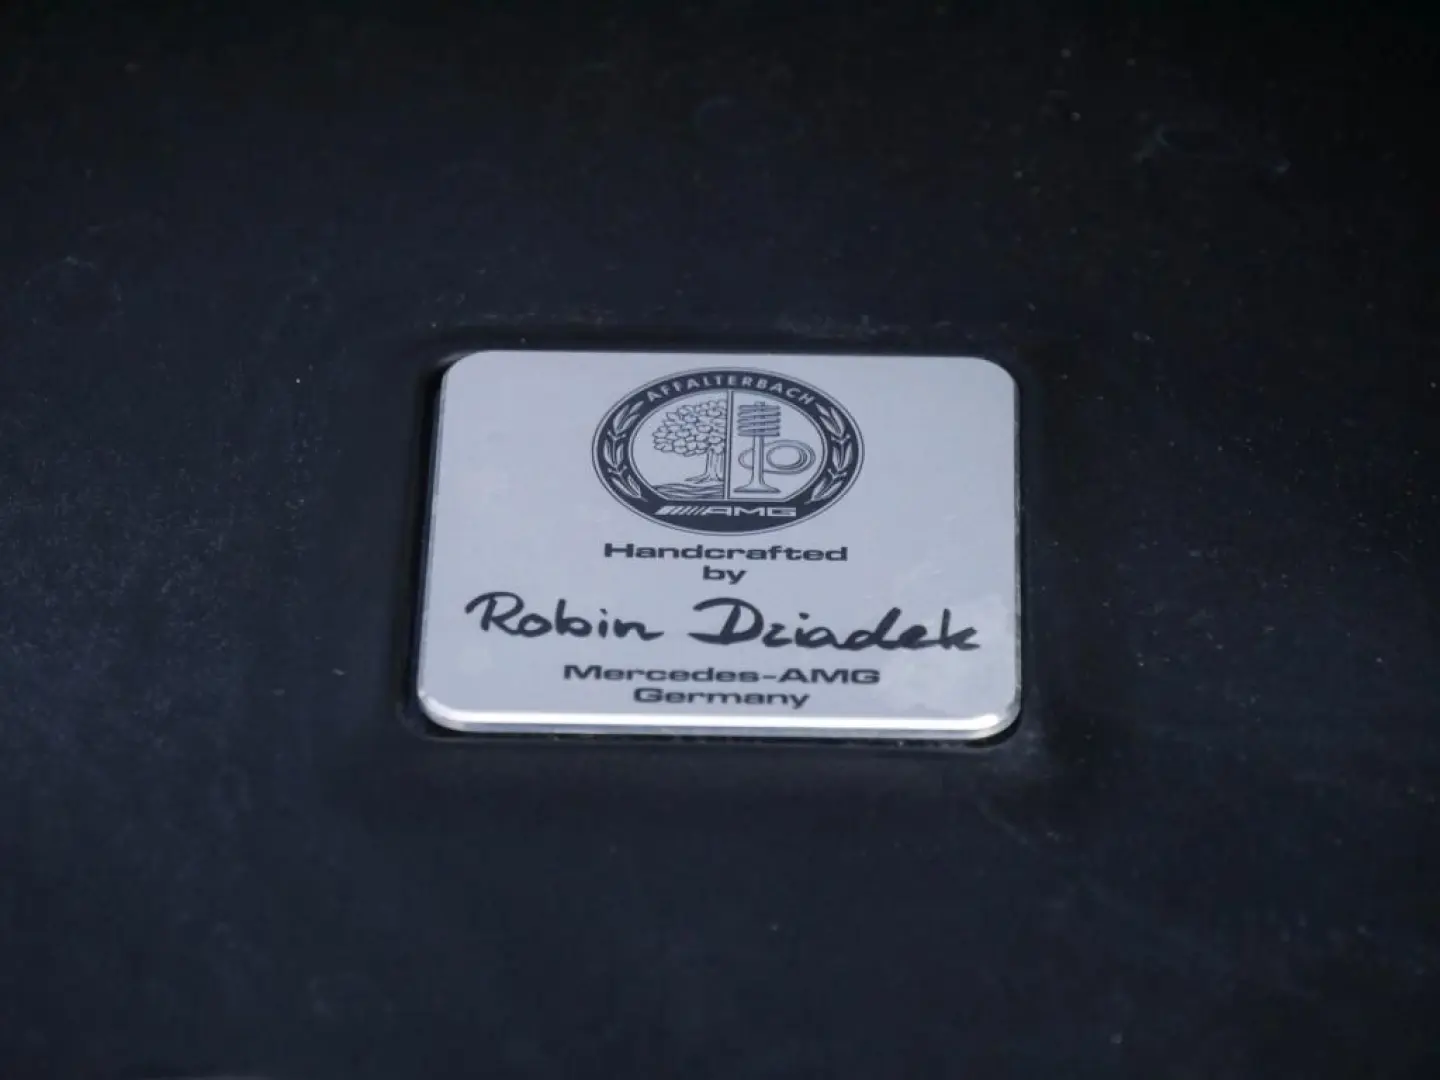 AFFALTERBACH
AMG
Handcrafted
by
Robin Dziadek
Mercedes-AMG
Germany